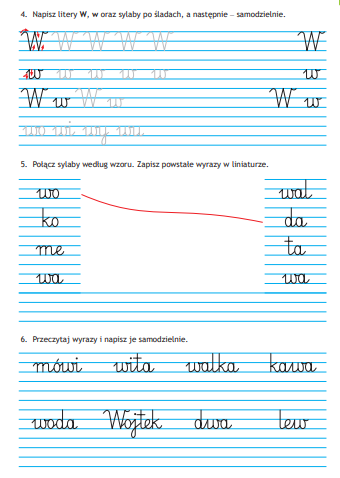 4. Napisz litery W, w oraz sylaby po śladach, a następnie – samodzielnie.
W W W W W W
w w w w w w
W w W w W w
wo wi wy wu
5. Połącz sylaby według wzoru. Zapisz powstałe wyrazy w liniaturze.
wo wal
ko da
me ta
wa wa
6. Przeczytaj wyrazy i napisz je samodzielnie.
mówi wita walka kawa
woda Wojtek dwa lew